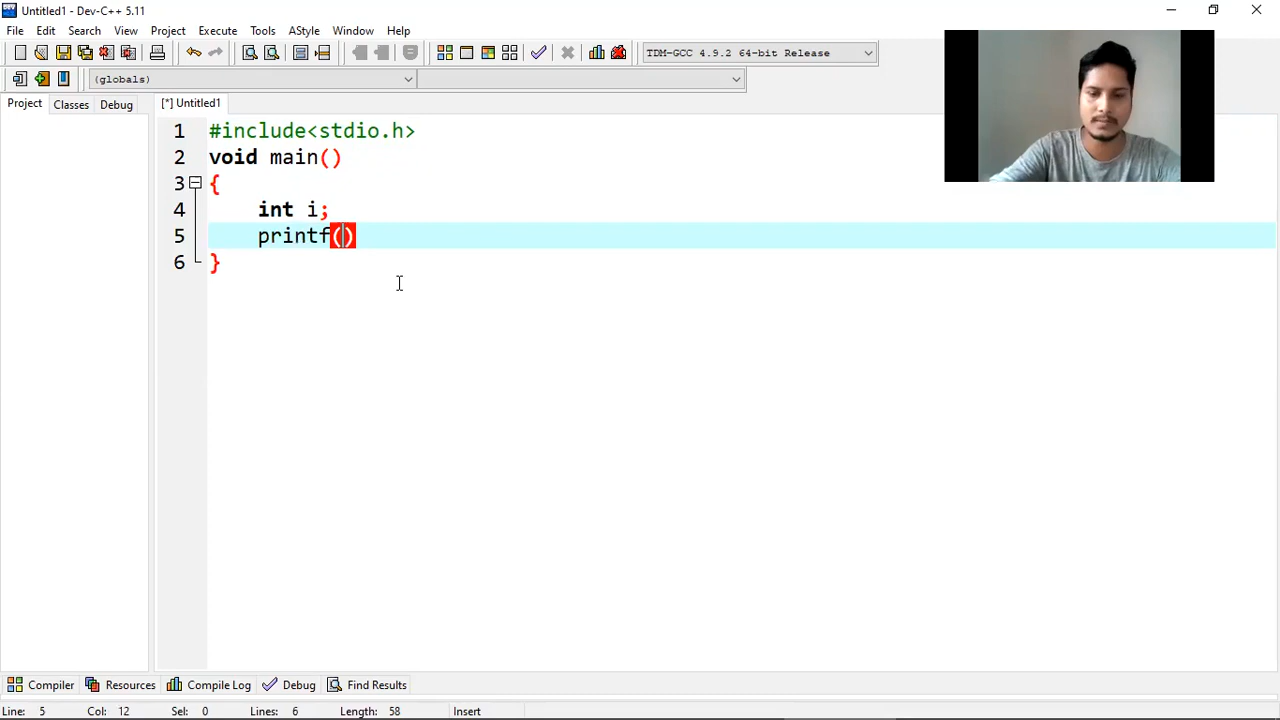 Untitled1 - Dev-C++ 5.11
File Edit Search View Project Execute Tools AStyle Window Help
TDM-GCC 4.9.2 64-bit Release
(globals)
Project Classes Debug [*] Untitled1
1 #include<stdio.h>
2 void main()
3 {
4 int i;
5 printf()
6 }
Compiler Resources Compile Log Debug Find Results
Line: 5 Col: 12 Sel: 0 Lines: 6 Length: 58 Insert